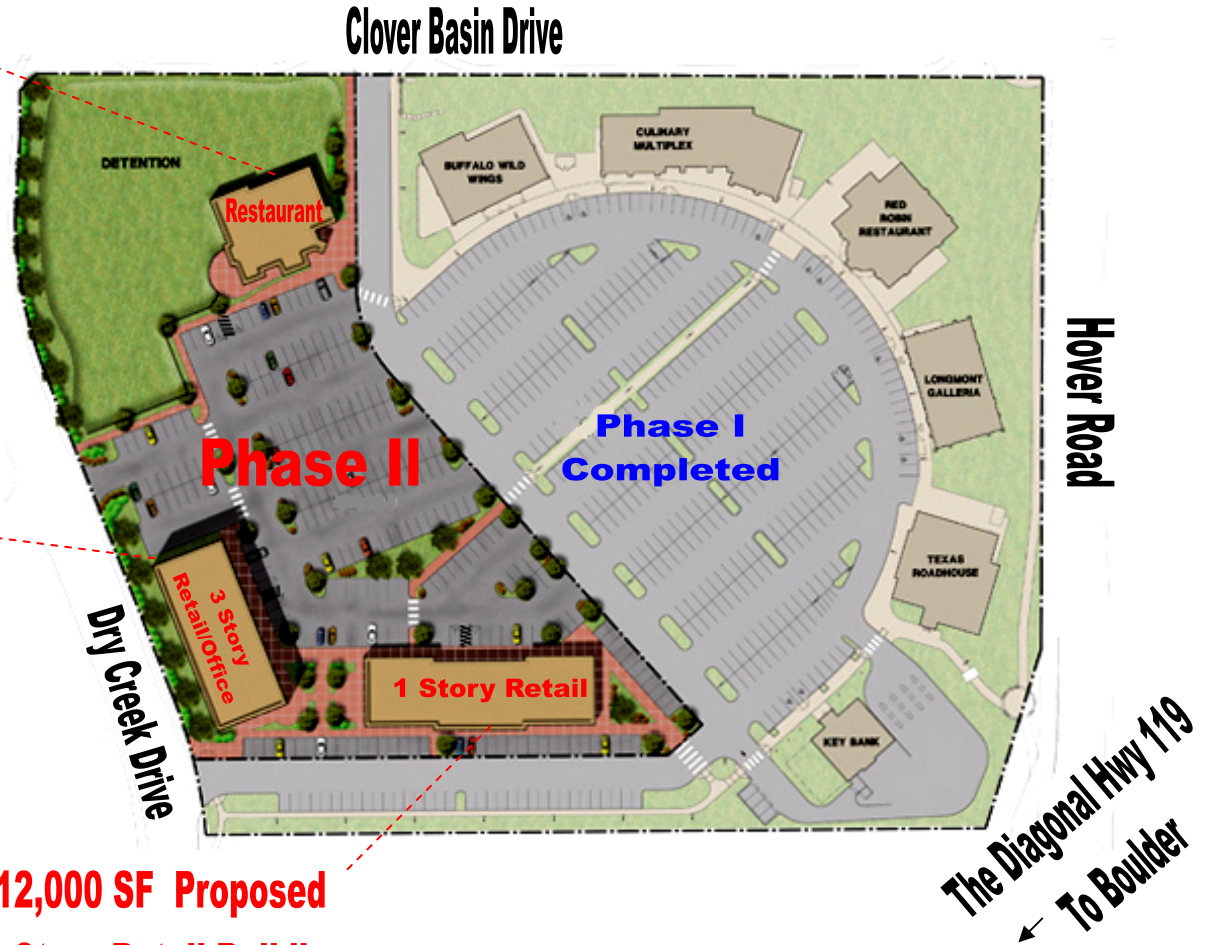 Clover Basin Drive
DETENTION
Restaurant
BUFFALO WILD
WINGS
CULINARY
MULTIPLEX
RED
ROBIN
RESTAURANT
Hover Road
LONGMONT
GALLERIA
Phase I
Completed
Phase II
TEXAS
ROADHOUSE
3 Story
Retail/Office
1 Story Retail
Dry Creek Drive
KEY BANK
The Diagonal Hwy 119
To Boulder
12,000 SF Proposed